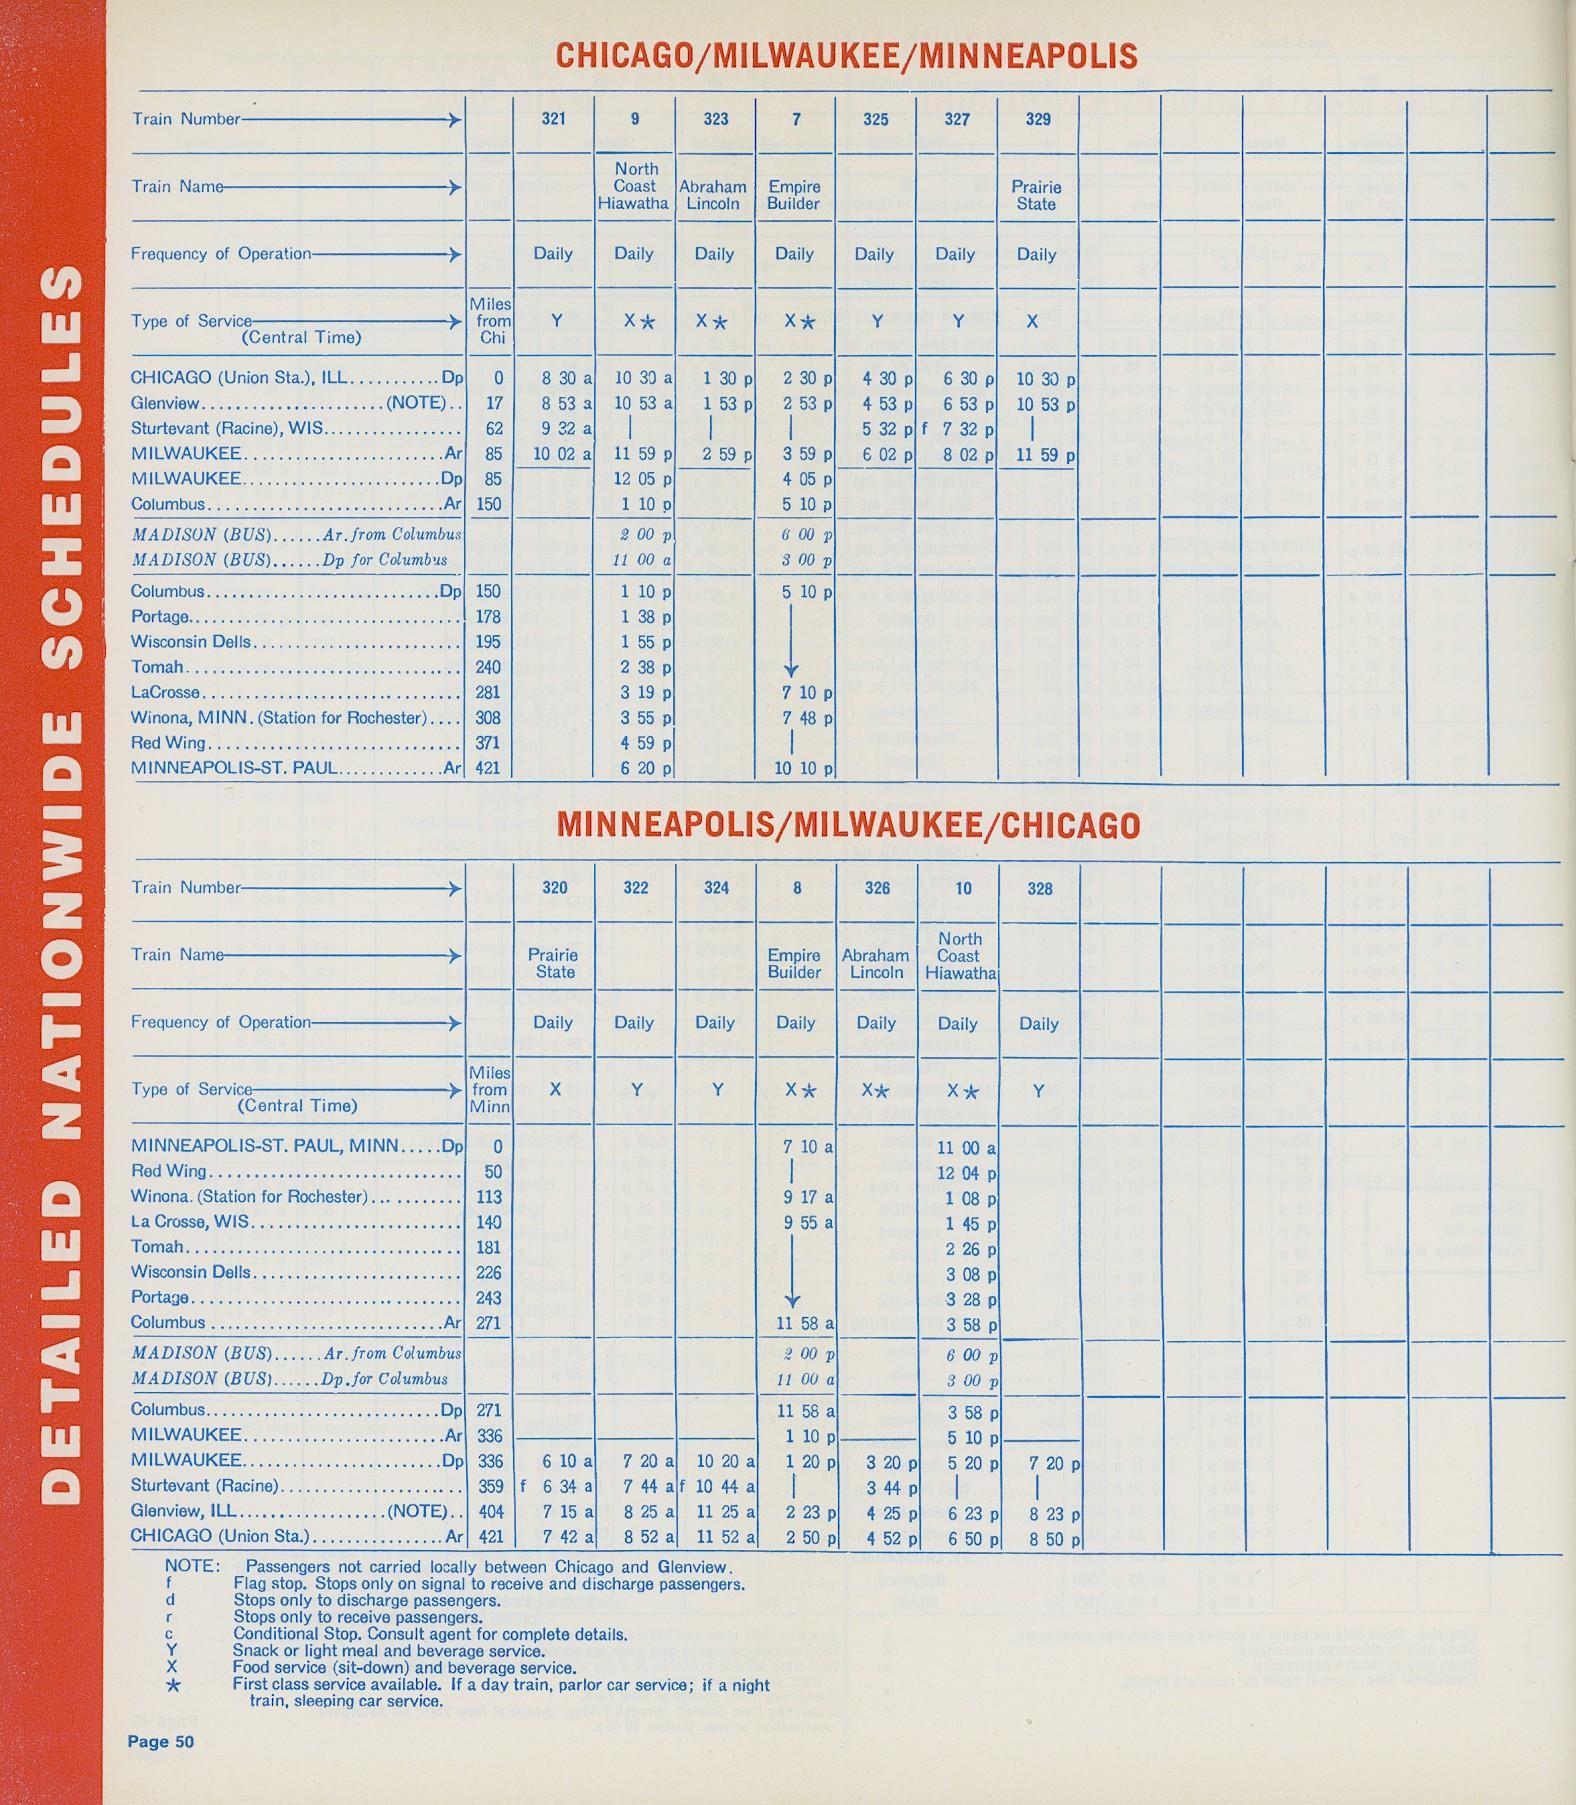 DETAILED NATIONWIDE SCHEDULES
CHICAGO/MILWAUKEE/MINNEAPOLIS
Train Number 321 9 323 7 325 327 329
Train Name North Coast Hiawatha Abraham Lincoln Empire Builder Prairie State
Frequency of Operation Daily Daily Daily Daily Daily Daily Daily
Type of Service (Central Time) Miles from Chi Y X★ X★ X★ Y Y X
CHICAGO (Union Sta.), ILL...........Dp 0 8 30 a 10 30 a 1 30 p 2 30 p 4 30 p 6 30 p 10 30 p
Glenview......................(NOTE).. 17 8 53 a 10 53 a 1 53 p 2 53 p 4 53 p 6 53 p 10 53 p
Sturtevant (Racine), WIS................. 62 9 32 a | | | 5 32 p f 7 32 p |
MILWAUKEE........................Ar 85 10 02 a 11 59 p 2 59 p 3 59 p 6 02 p 8 02 p 11 59 p
MILWAUKEE........................Dp 85 12 05 p 4 05 p
Columbus............................Ar 150 1 10 p 5 10 p
MADISON (BUS)......Ar.from Columbus 2 00 p 6 00 p
MADISON (BUS)......Dp for Columbus 11 00 a 3 00 p
Columbus............................Dp 150 1 10 p 5 10 p
Portage................................. 178 1 38 p
Wisconsin Dells......................... 195 1 55 p
Tomah................................. 240 2 38 p
LaCrosse............................... 281 3 19 p 7 10 p
Winona, MINN. (Station for Rochester).... 308 3 55 p 7 48 p
Red Wing............................... 371 4 59 p |
MINNEAPOLIS-ST. PAUL............Ar 421 6 20 p 10 10 p
MINNEAPOLIS/MILWAUKEE/CHICAGO
Train Number 320 322 324 8 326 10 328
Train Name Prairie State Empire Builder Abraham Lincoln North Coast Hiawatha
Frequency of Operation Daily Daily Daily Daily Daily Daily Daily
Type of Service (Central Time) Miles from Minn X Y Y X★ X★ X★ Y
MINNEAPOLIS-ST. PAUL, MINN.....Dp 0 7 10 a 11 00 a
Red Wing............................... 50 | 12 04 p
Winona. (Station for Rochester)........... 113 9 17 a 1 08 p
La Crosse, WIS.......................... 140 9 55 a 1 45 p
Tomah................................. 181 2 26 p
Wisconsin Dells......................... 226 3 08 p
Portage................................. 243 3 28 p
Columbus............................Ar 271 11 58 a 3 58 p
MADISON (BUS)......Ar.from Columbus 2 00 p 6 00 p
MADISON (BUS)......Dp.for Columbus 11 00 a 3 00 p
Columbus............................Dp 271 11 58 a 3 58 p
MILWAUKEE........................Ar 336 1 10 p 5 10 p
MILWAUKEE........................Dp 336 6 10 a 7 20 a 10 20 a 1 20 p 3 20 p 5 20 p 7 20 p
Sturtevant (Racine)...................... 359 f 6 34 a 7 44 a f 10 44 a | 3 44 p | |
Glenview, ILL..................(NOTE).. 404 7 15 a 8 25 a 11 25 a 2 23 p 4 25 p 6 23 p 8 23 p
CHICAGO (Union Sta.)................Ar 421 7 42 a 8 52 a 11 52 a 2 50 p 4 52 p 6 50 p 8 50 p
NOTE: Passengers not carried locally between Chicago and Glenview.
f Flag stop. Stops only on signal to receive and discharge passengers.
d Stops only to discharge passengers.
r Stops only to receive passengers.
c Conditional Stop. Consult agent for complete details.
Y Snack or light meal and beverage service.
X Food service (sit-down) and beverage service.
★ First class service available. If a day train, parlor car service; if a night
train, sleeping car service.
Page 50